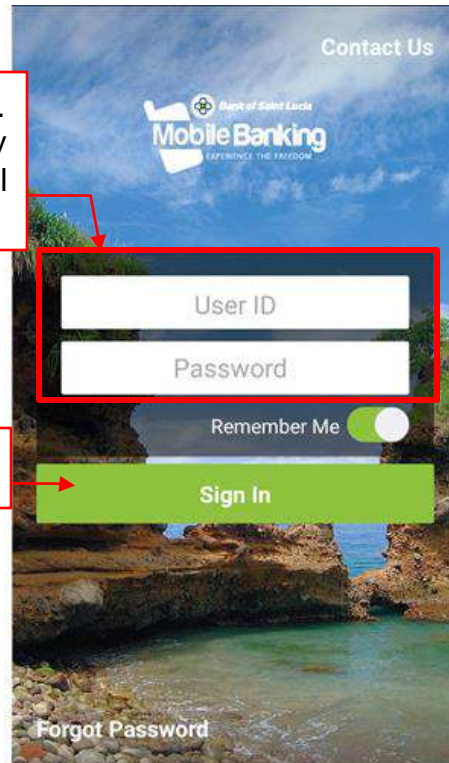 Contact Us
Bank of Saint Lucia
Mobile Banking
EXPERIENCE THE FREEDOM
User ID
Password
Remember Me
Sign In
Forgot Password